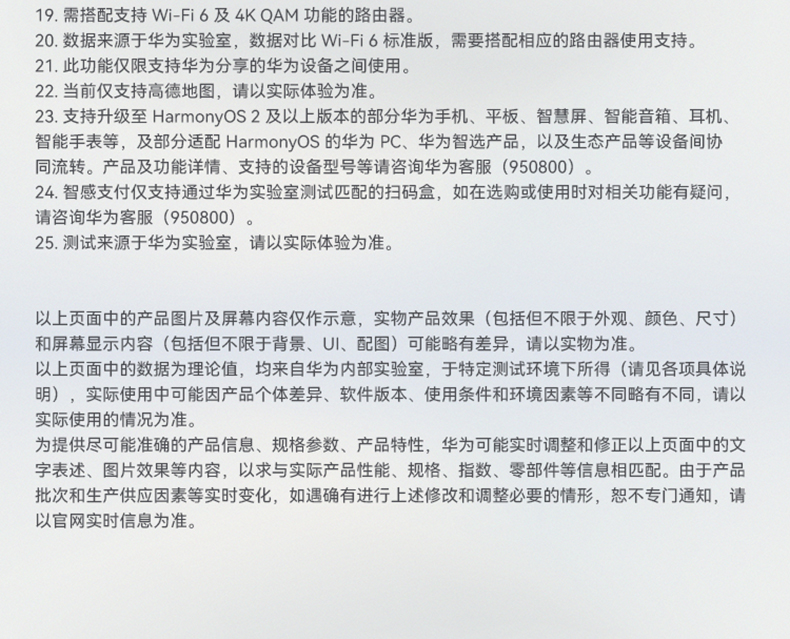 19. 需搭配支持 Wi-Fi 6 及 4K QAM 功能的路由器。
20. 数据来源于华为实验室，数据对比 Wi-Fi 6 标准版，需要搭配相应的路由器使用支持。
21. 此功能仅限支持华为分享的华为设备之间使用。
22. 当前仅支持高德地图，请以实际体验为准。
23. 支持升级至 HarmonyOS 2 及以上版本的部分华为手机、平板、智慧屏、智能音箱、耳机、
智能手表等，及部分适配 HarmonyOS 的华为 PC、华为智选产品，以及生态产品等设备间协
同流转。产品及功能详情、支持的设备型号等请咨询华为客服（950800）。
24. 智感支付仅支持通过华为实验室测试匹配的扫码盒，如在选购或使用时对相关功能有疑问，
请咨询华为客服（950800）。
25. 测试来源于华为实验室，请以实际体验为准。
以上页面中的产品图片及屏幕内容仅作示意，实物产品效果（包括但不限于外观、颜色、尺寸）
和屏幕显示内容（包括但不限于背景、UI、配图）可能略有差异，请以实物为准。
以上页面中的数据为理论值，均来自华为内部实验室，于特定测试环境下所得（请见各项具体说
明），实际使用中可能因产品个体差异、软件版本、使用条件和环境因素等不同略有不同，请以
实际使用的情况为准。
为提供尽可能准确的产品信息、规格参数、产品特性，华为可能实时调整和修正以上页面中的文
字表述、图片效果等内容，以求与实际产品性能、规格、指数、零部件等信息相匹配。由于产品
批次和生产供应因素等实时变化，如遇确有进行上述修改和调整必要的情形，恕不专门通知，请
以官网实时信息为准。